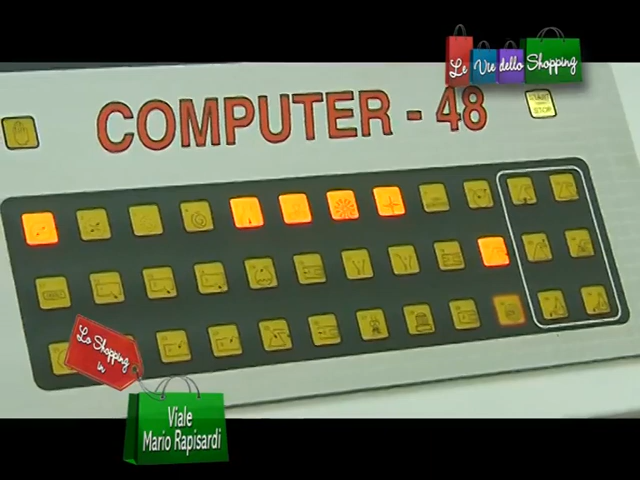 Le Vie dello Shopping
COMPUTER - 48
START
STOP
Lo Shopping
in
Viale
Mario Rapisardi